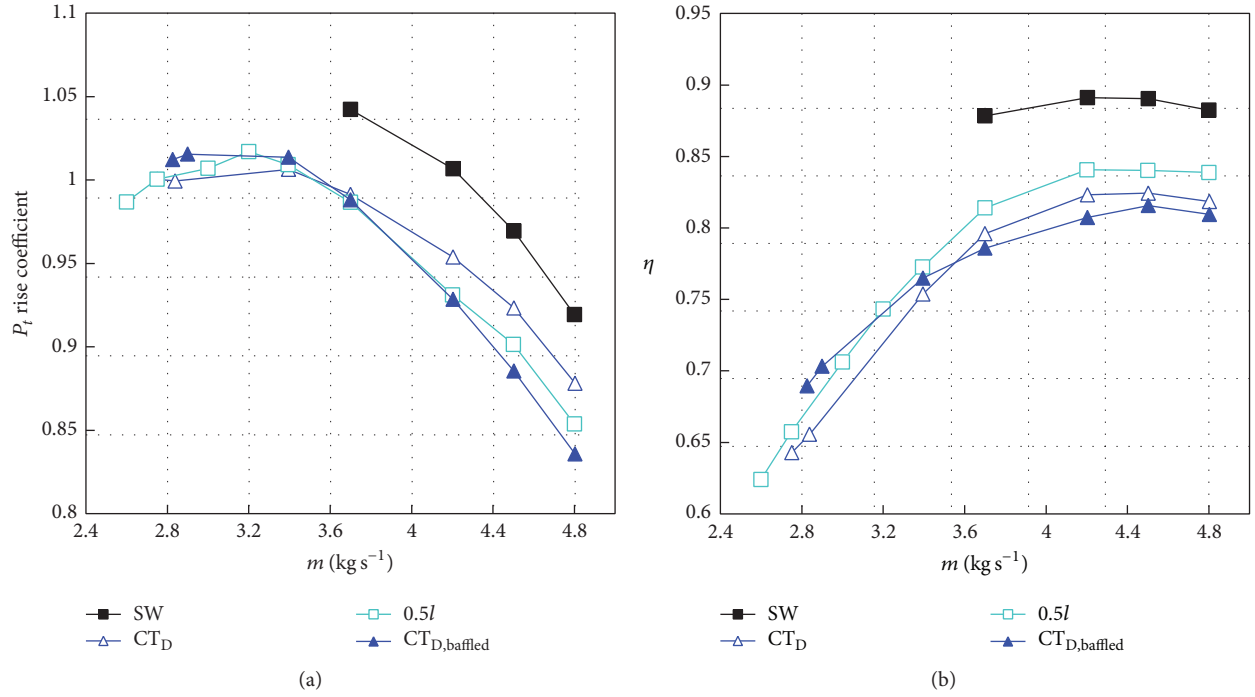 1.1
1.05
1
0.95
0.9
0.85
0.8
P_t rise coefficient
2.4 2.8 3.2 3.6 4 4.4 4.8
m (kg s⁻¹)
SW 0.5l
CT_D CT_D,baffled
(a)
0.95
0.9
0.85
0.8
0.75
0.7
0.65
0.6
η
2.4 2.8 3.2 3.6 4 4.4 4.8
m (kg s⁻¹)
SW 0.5l
CT_D CT_D,baffled
(b)